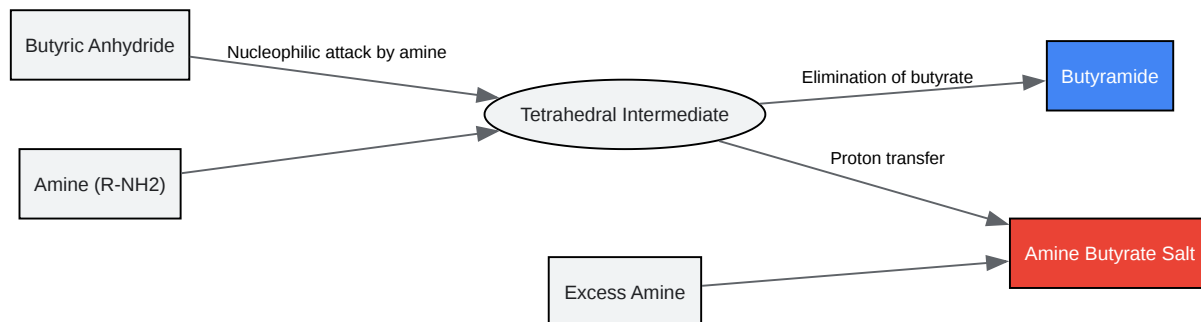 Butyric Anhydride
Nucleophilic attack by amine
Elimination of butyrate
Butyramide
Tetrahedral Intermediate
Proton transfer
Amine (R-NH2)
Amine Butyrate Salt
Excess Amine